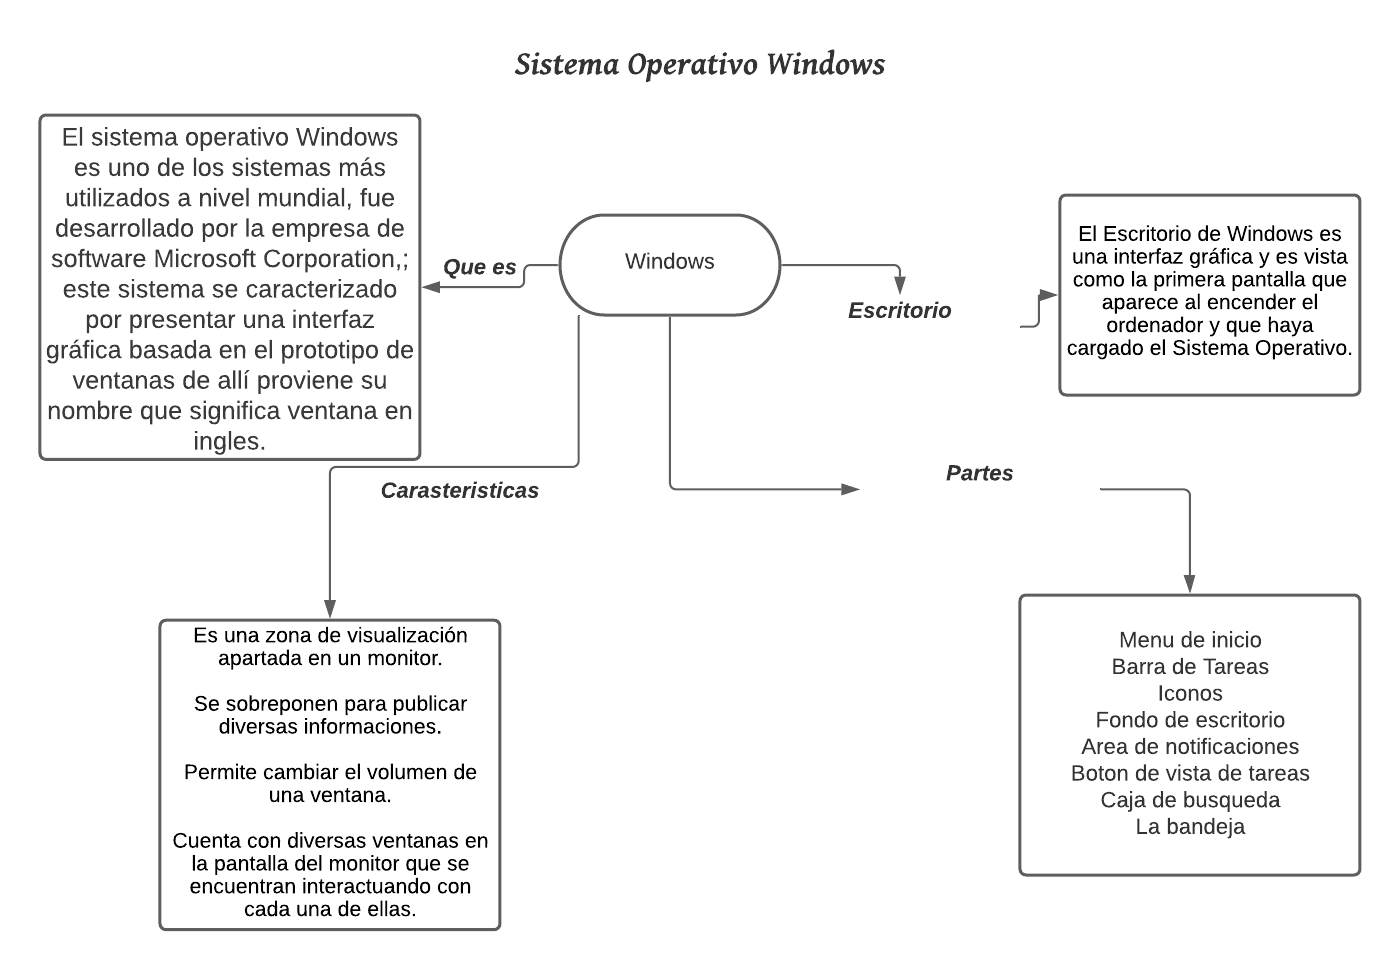 Sistema Operativo Windows
El sistema operativo Windows
es uno de los sistemas más
utilizados a nivel mundial, fue
desarrollado por la empresa de
software Microsoft Corporation,;
este sistema se caracterizado
por presentar una interfaz
gráfica basada en el prototipo de
ventanas de allí proviene su
nombre que significa ventana en
ingles.
Que es
Windows
Escritorio
El Escritorio de Windows es
una interfaz gráfica y es vista
como la primera pantalla que
aparece al encender el
ordenador y que haya
cargado el Sistema Operativo.
Carasteristicas
Partes
Es una zona de visualización
apartada en un monitor.
Se sobreponen para publicar
diversas informaciones.
Permite cambiar el volumen de
una ventana.
Cuenta con diversas ventanas en
la pantalla del monitor que se
encuentran interactuando con
cada una de ellas.
Menu de inicio
Barra de Tareas
Iconos
Fondo de escritorio
Area de notificaciones
Boton de vista de tareas
Caja de busqueda
La bandeja